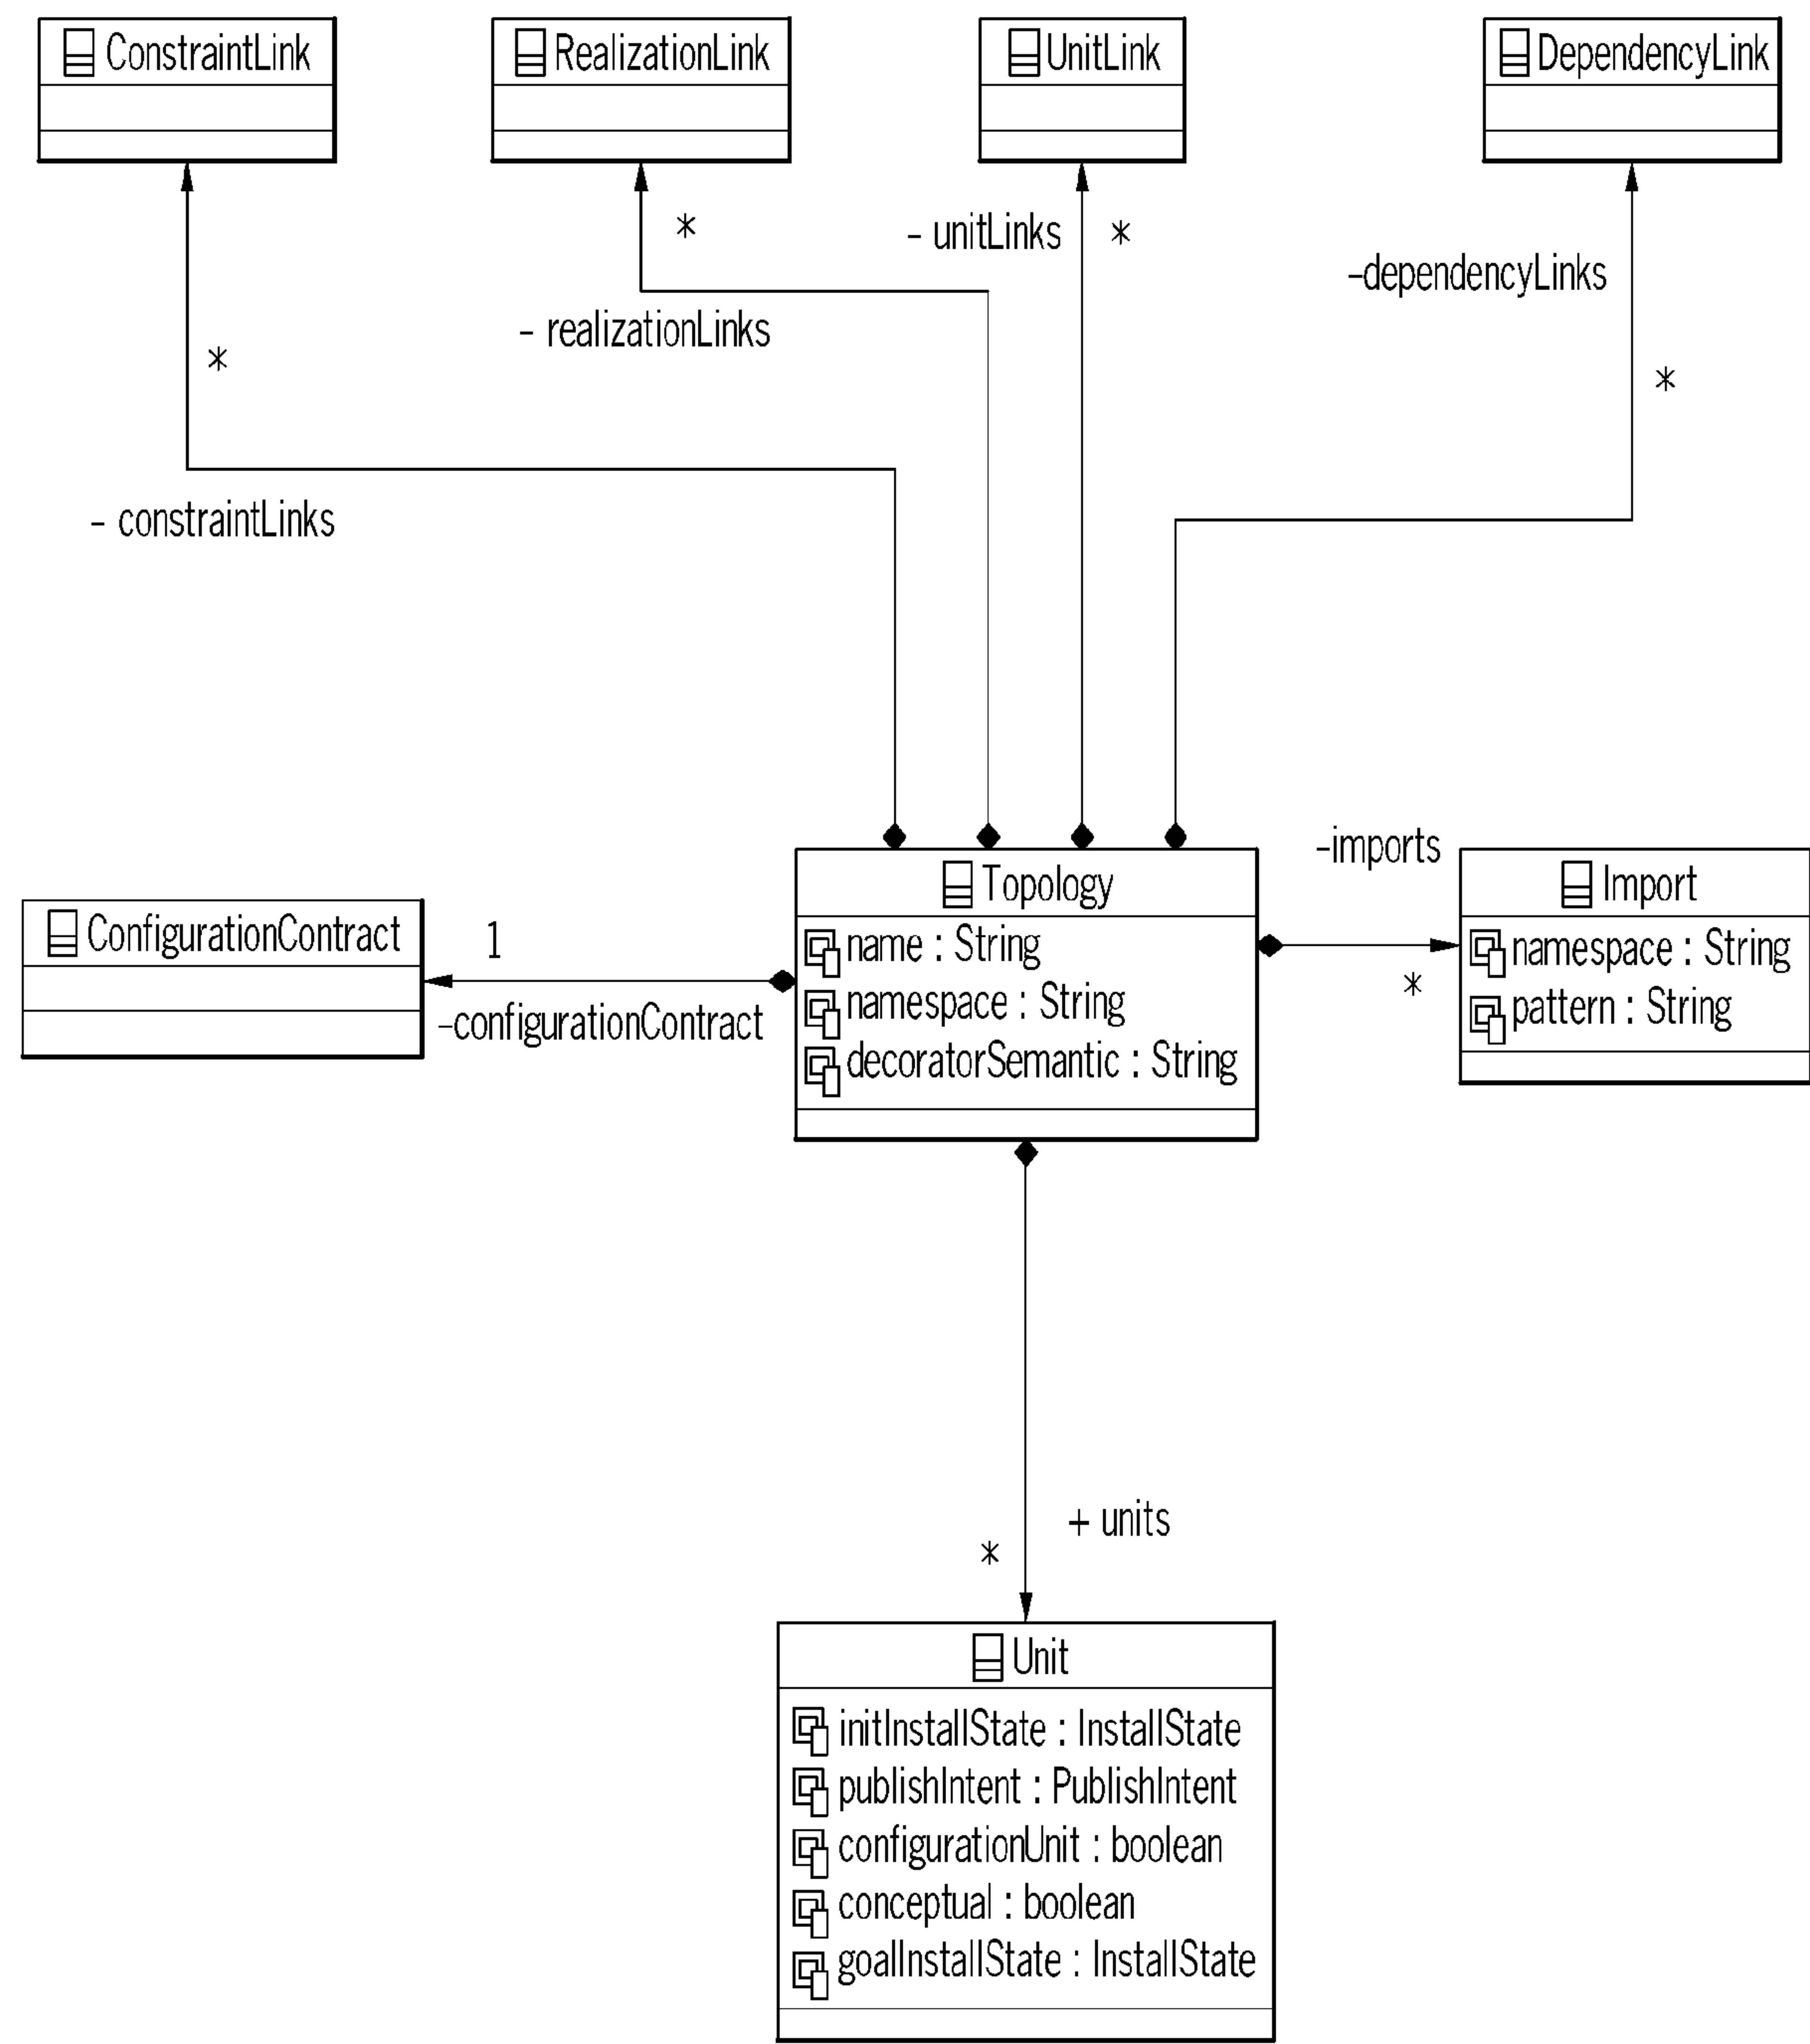 ConstraintLink
RealizationLink
UnitLink
DependencyLink
*
- unitLinks
*
-dependencyLinks
- realizationLinks
*
*
- constraintLinks
-imports
Topology
Import
ConfigurationContract
1
name : String
namespace : String
*
namespace : String
pattern : String
-configurationContract
decoratorSemantic : String
+ units
*
Unit
initInstallState : InstallState
publishIntent : PublishIntent
configurationUnit : boolean
conceptual : boolean
goalInstallState : InstallState